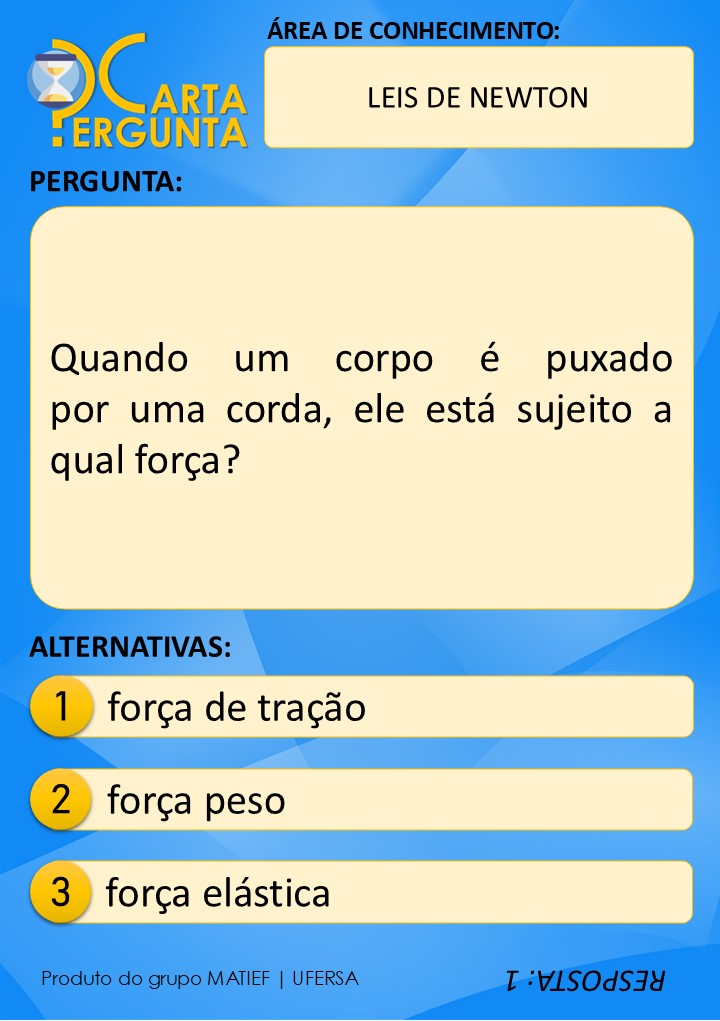 ÁREA DE CONHECIMENTO:
CARTA
PERGUNTA
LEIS DE NEWTON
PERGUNTA:
Quando um corpo é puxado
por uma corda, ele está sujeito a
qual força?
ALTERNATIVAS:
1 força de tração
2 força peso
3 força elástica
Produto do grupo MATIEF | UFERSA
RESPOSTA: 1